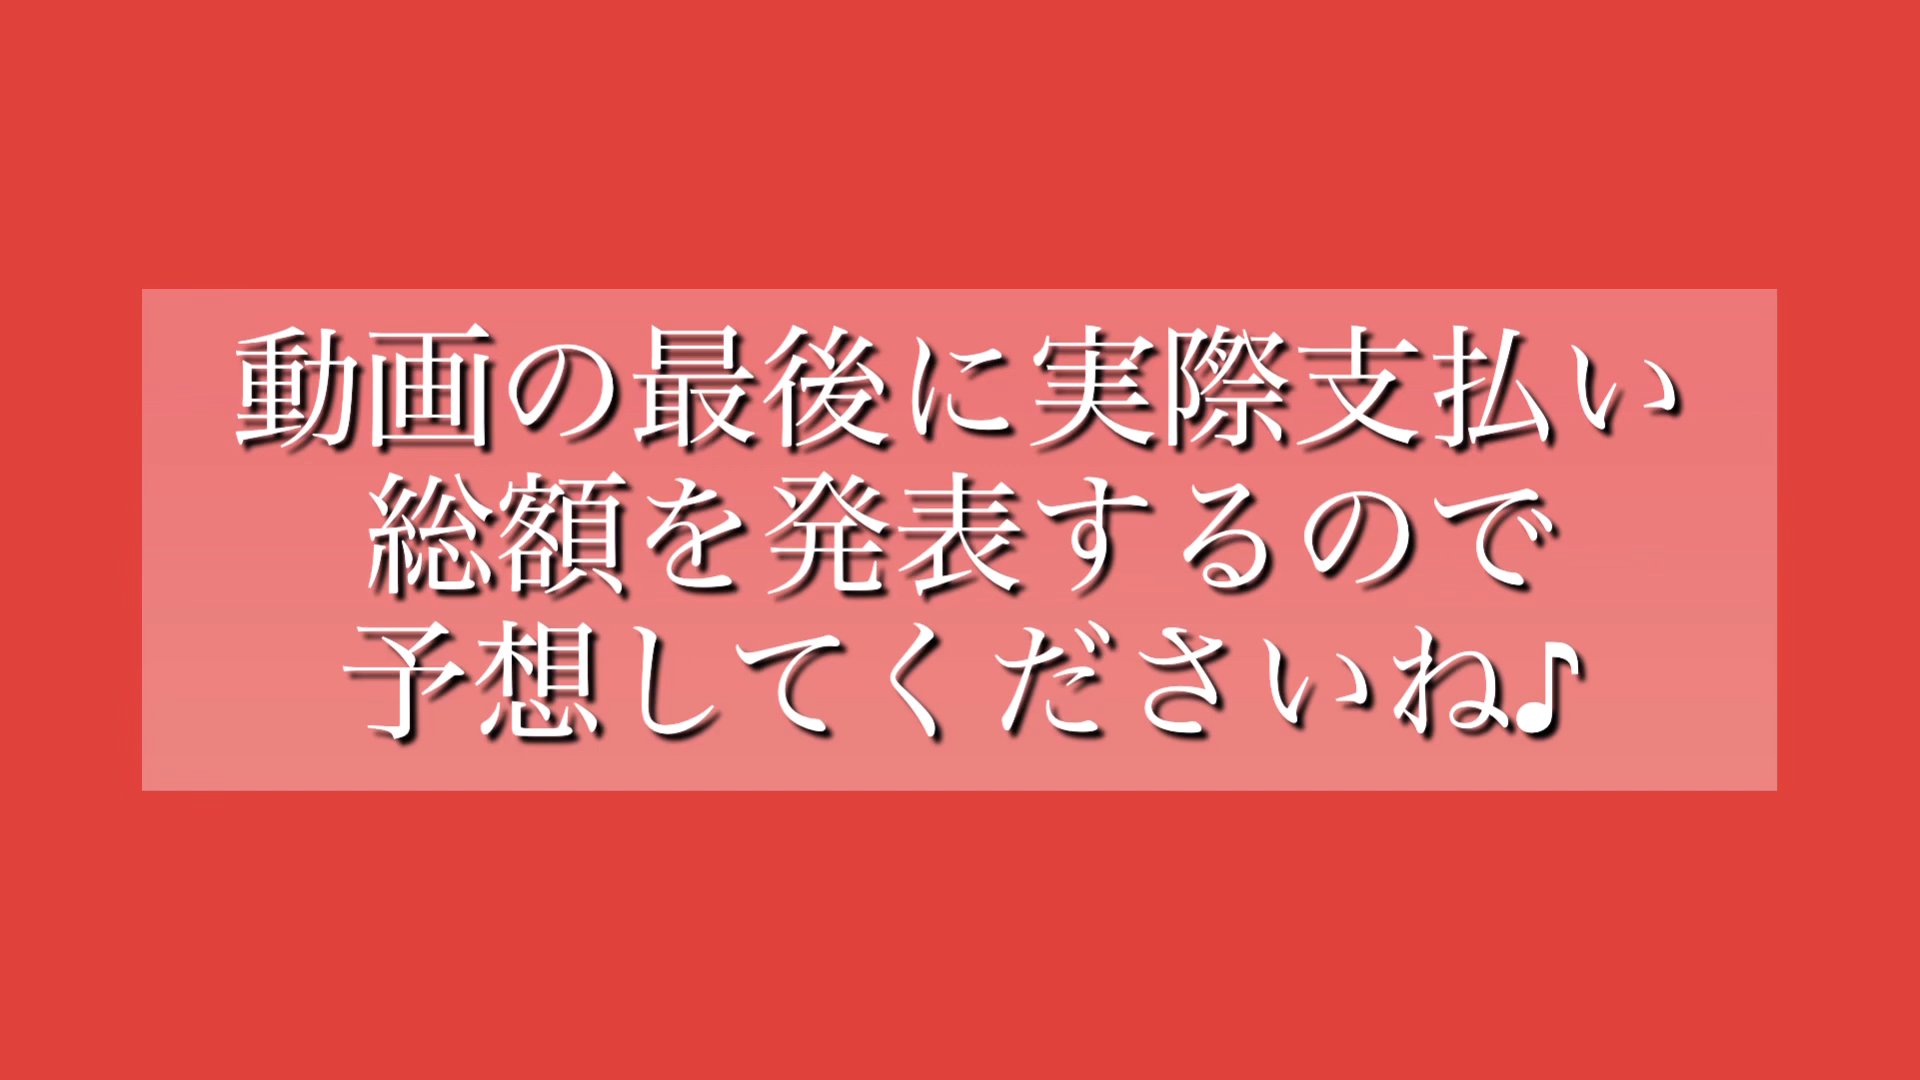 動画の最後に実際支払い
総額を発表するので
予想してくださいね♪